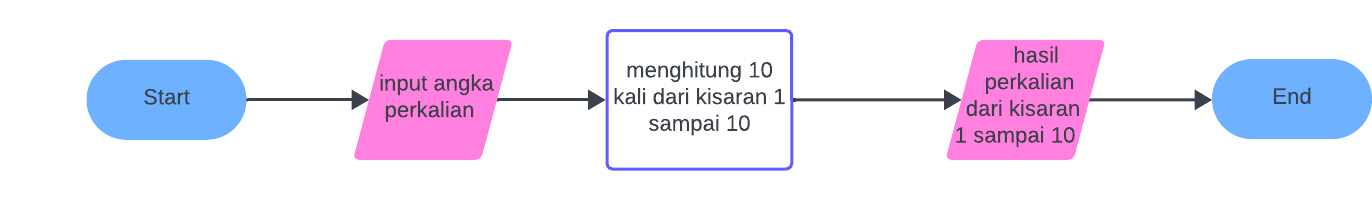 Start
input angka
perkalian
menghitung 10
kali dari kisaran 1
sampai 10
hasil
perkalian
dari kisaran
1 sampai 10
End